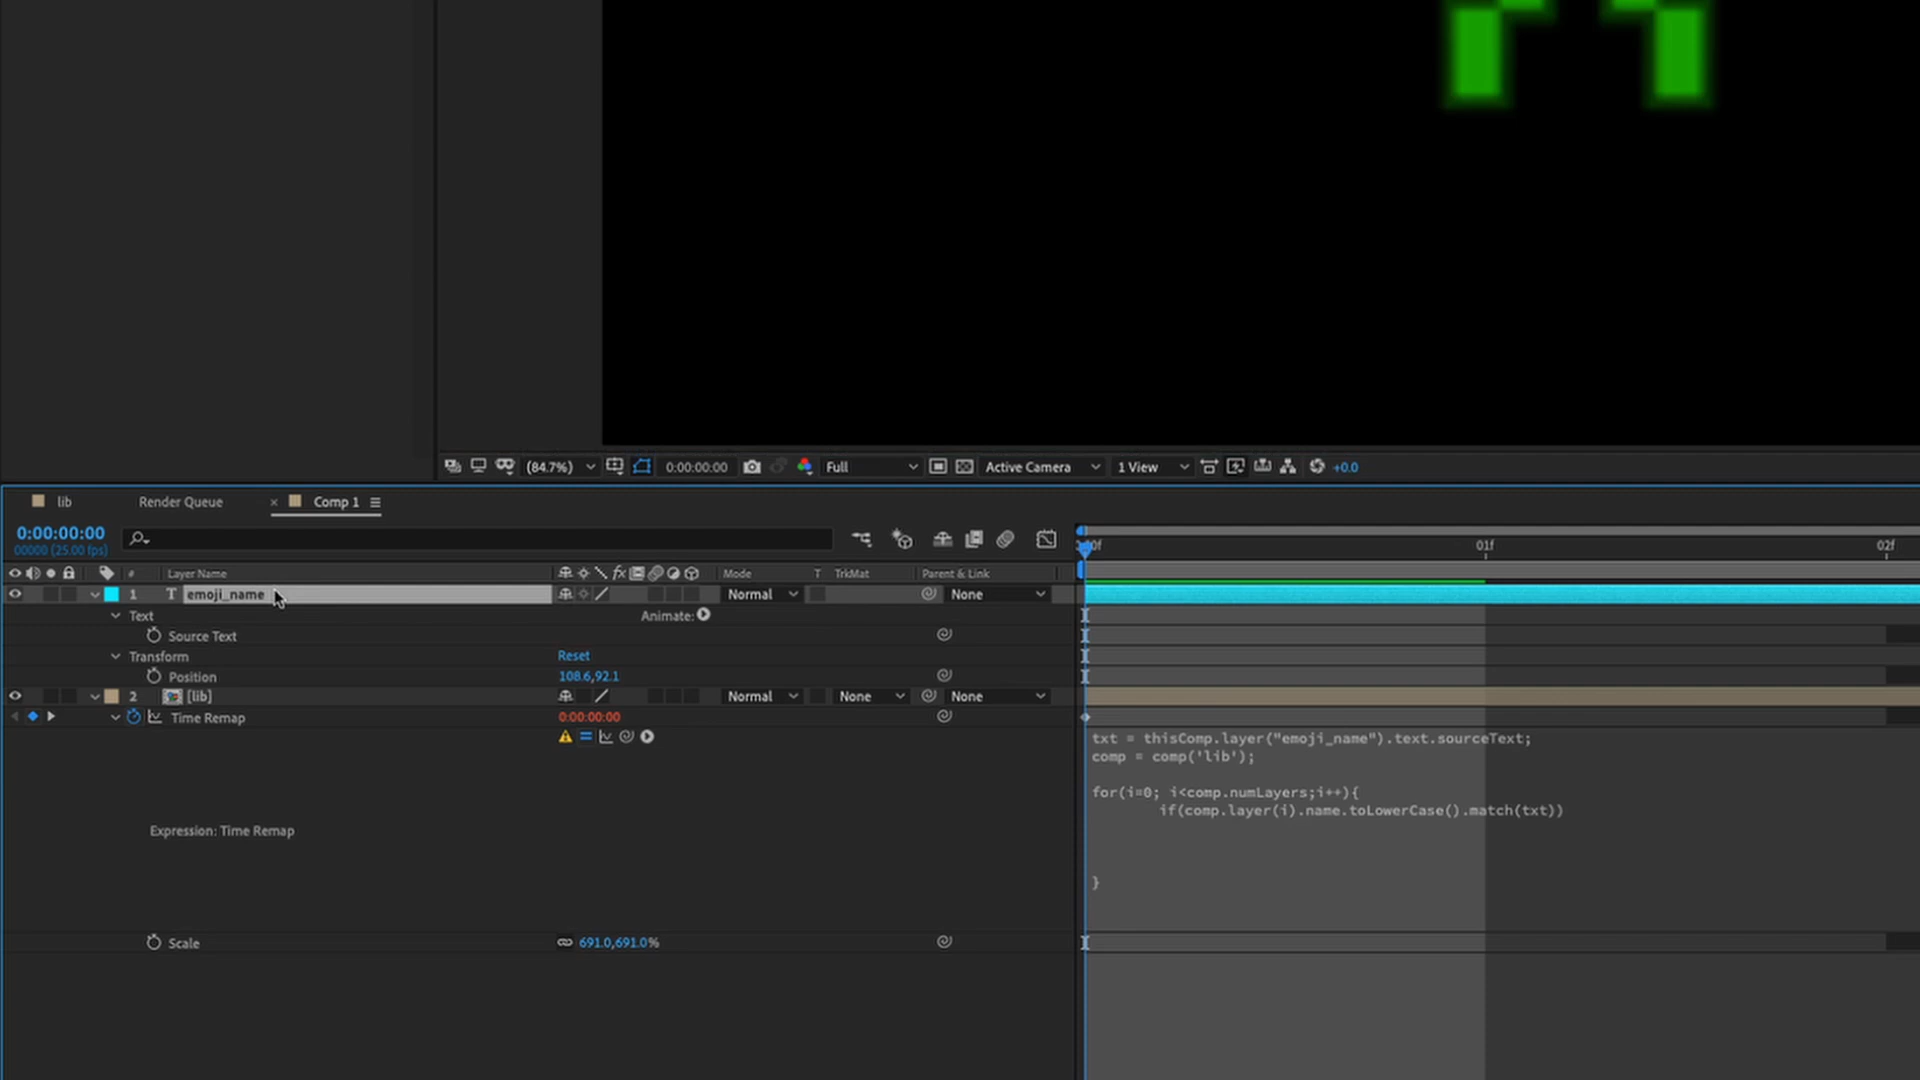 (84.7%)
0:00:00:00
Full
Active Camera
1 View
+0.0
lib
Render Queue
× Comp 1
0:00:00:00
00000 (25.00 fps)
01f
02f
# Layer Name
fx
Mode
T TrkMat
Parent & Link
1 T emoji_name
Normal
None
Text
Animate:
Source Text
Transform
Reset
Position
108.6,92.1
2 [lib]
Normal
None
None
Time Remap
0:00:00:00
txt = thisComp.layer("emoji_name").text.sourceText;
comp = comp('lib');
for(i=0; i<comp.numLayers;i++){
if(comp.layer(i).name.toLowerCase().match(txt))
}
Expression: Time Remap
Scale
691.0,691.0%